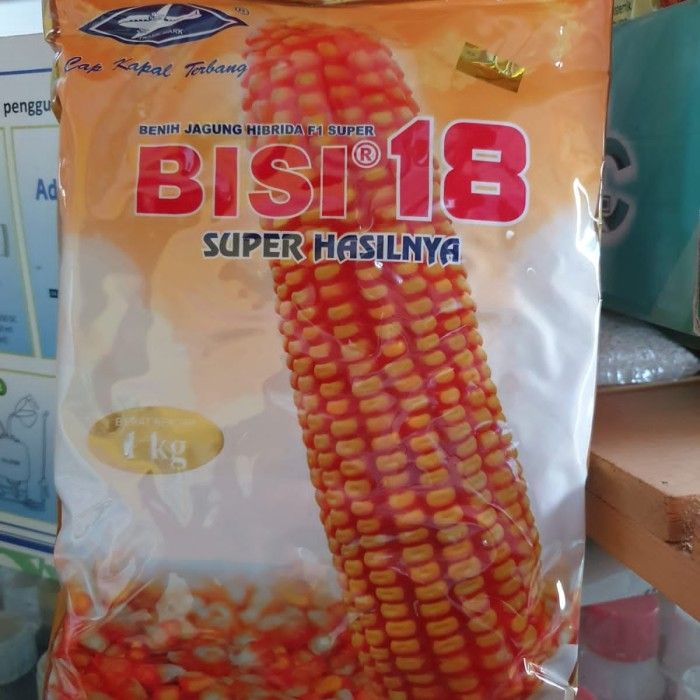 Cap Kapal Terbang
BENIH JAGUNG HIBRIDA F1 SUPER
BISI® 18
SUPER HASILNYA
1 kg
penggu
Ad